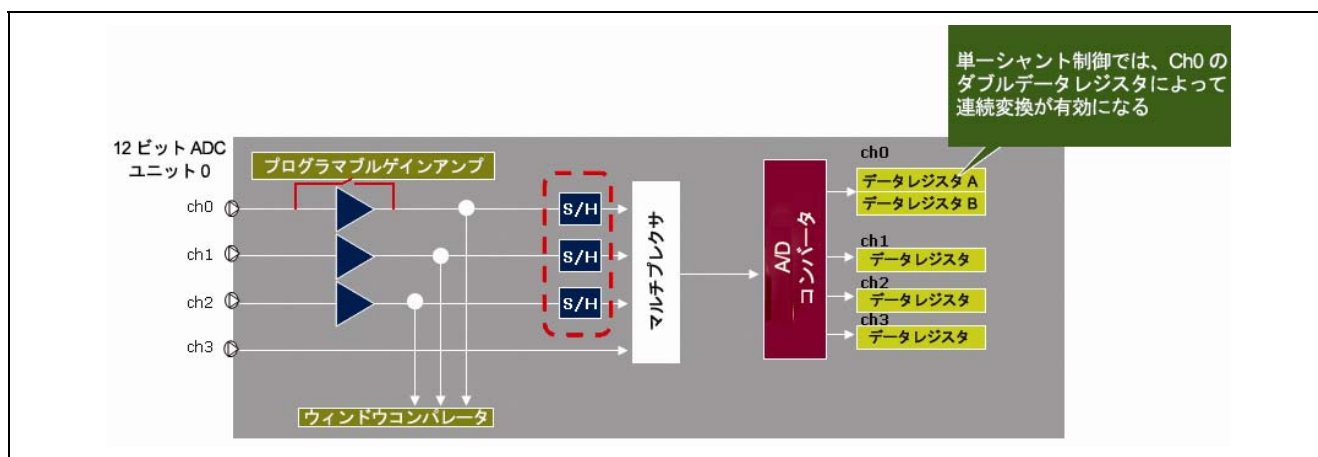 単一シャント制御では、Ch0 の
ダブルデータレジスタによって
連続変換が有効になる
12 ビット ADC
ユニット 0
プログラマブルゲインアンプ
ch0
ch1
ch2
ch3
S/H
S/H
S/H
マルチプレクサ
A/D
コンバータ
ch0
データレジスタ A
データレジスタ B
ch1
データレジスタ
ch2
データレジスタ
ch3
データレジスタ
ウィンドウコンパレータ